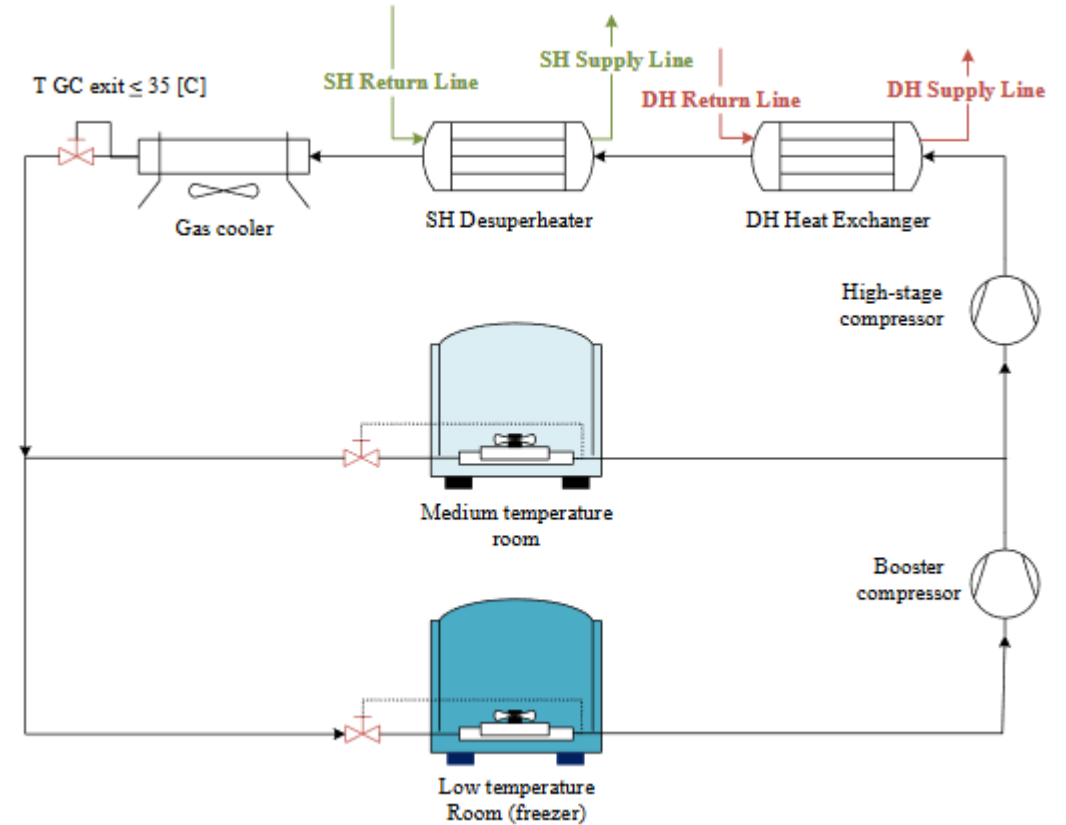 SH Supply Line
T GC exit ≤ 35 [C]
SH Return Line
DH Return Line
DH Supply Line
Gas cooler
SH Desuperheater
DH Heat Exchanger
High-stage
compressor
Medium temperature
room
Booster
compressor
Low temperature
Room (freezer)